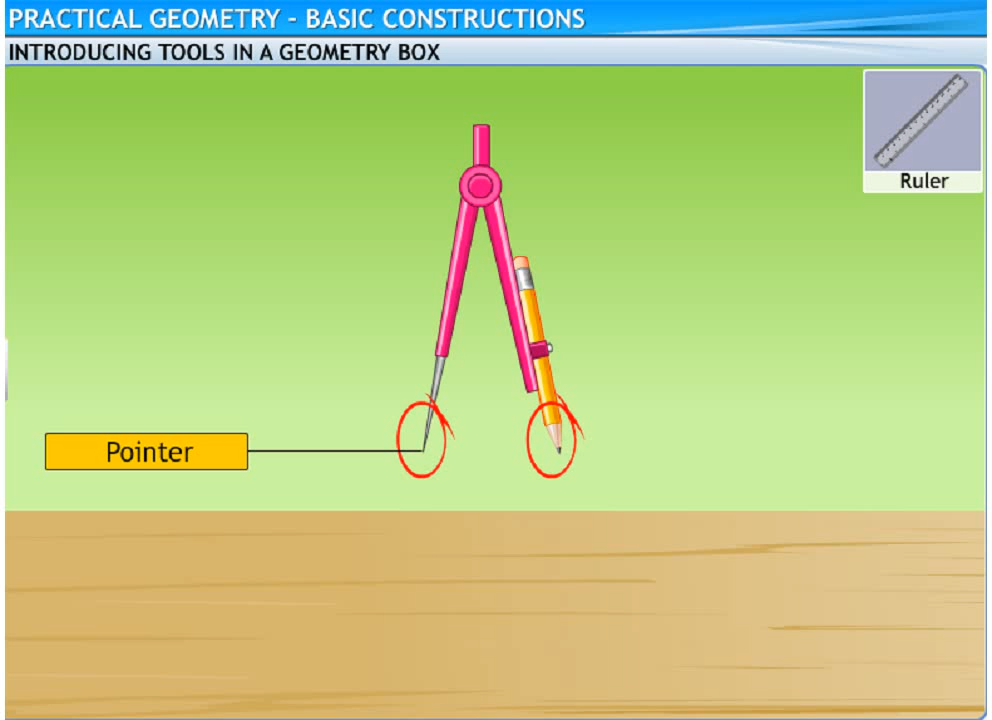 PRACTICAL GEOMETRY - BASIC CONSTRUCTIONS
INTRODUCING TOOLS IN A GEOMETRY BOX
Ruler
Pointer